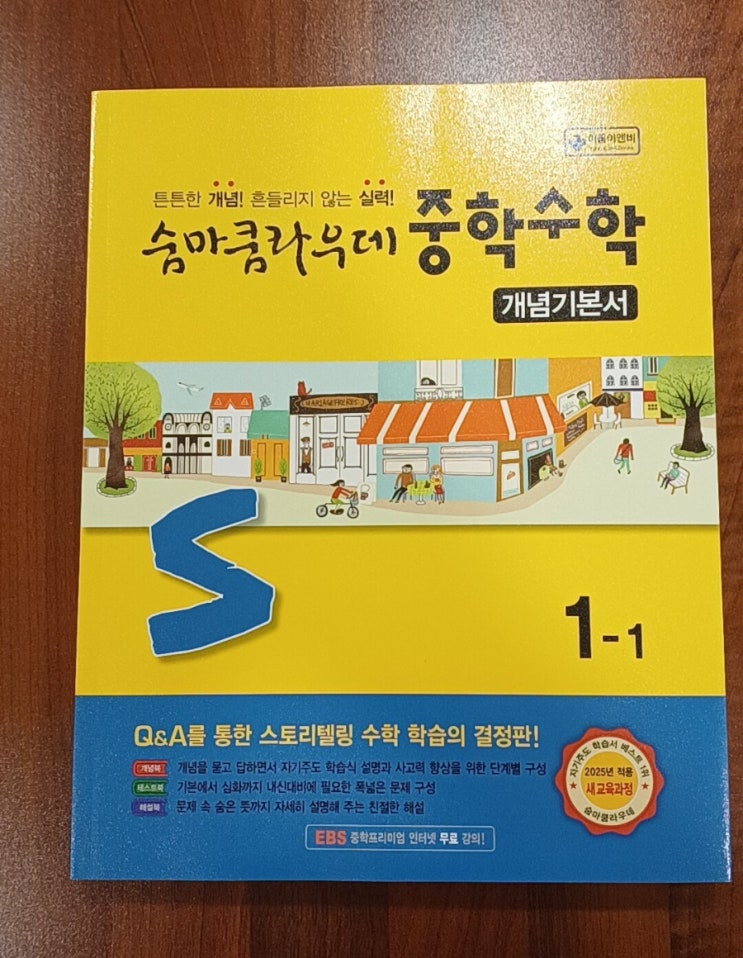 이룸이앤비
튼튼한 개념! 흔들리지 않는 실력!
숨마쿰라우데 중학수학
개념기본서
MARIAGEFRERES
S
1-1
Q&A를 통한 스토리텔링 수학 학습의 결정판!
개념북 개념을 묻고 답하면서 자기주도 학습식 설명과 사고력 향상을 위한 단계별 구성
테스트북 기본에서 심화까지 내신대비에 필요한 폭넓은 문제 구성
해설북 문제 속 숨은 뜻까지 자세히 설명해 주는 친절한 해설
자기주도 학습서 베스트 1위
2025년 적용
새교육과정
숨마쿰라우데
EBS 중학프리미엄 인터넷 무료 강의!